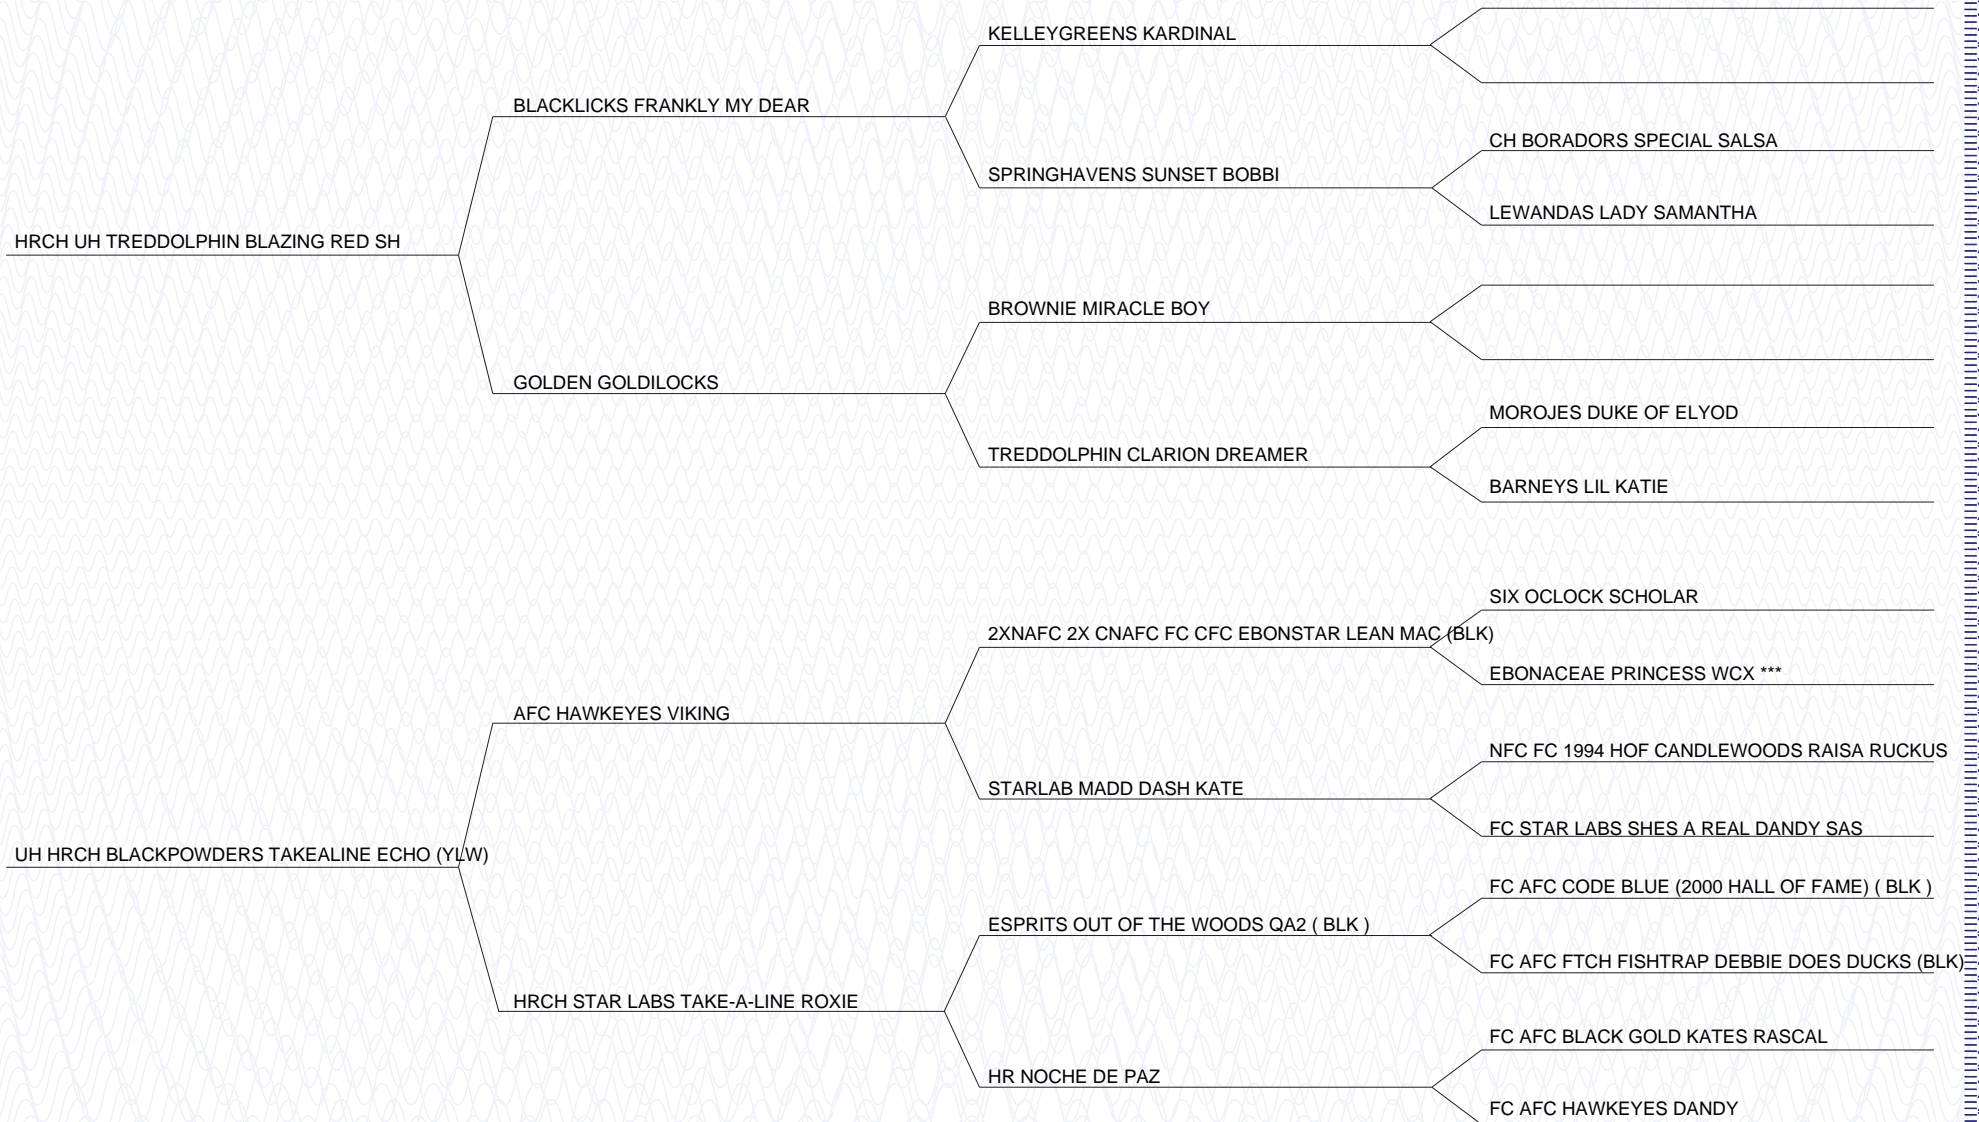 KELLEYGREENS KARDINAL
BLACKLICKS FRANKLY MY DEAR
CH BORADORS SPECIAL SALSA
SPRINGHAVENS SUNSET BOBBI
LEWANDAS LADY SAMANTHA
HRCH UH TREDDOLPHIN BLAZING RED SH
BROWNIE MIRACLE BOY
GOLDEN GOLDILOCKS
MOROJES DUKE OF ELYOD
TREDDOLPHIN CLARION DREAMER
BARNEYS LIL KATIE
SIX OCLOCK SCHOLAR
2XNAFC 2X CNAFC FC CFC EBONSTAR LEAN MAC (BLK)
EBONACEAE PRINCESS WCX ***
AFC HAWKEYES VIKING
NFC FC 1994 HOF CANDLEWOODS RAISA RUCKUS
STARLAB MADD DASH KATE
FC STAR LABS SHES A REAL DANDY SAS
UH HRCH BLACKPOWDERS TAKEALINE ECHO (YLW)
FC AFC CODE BLUE (2000 HALL OF FAME) ( BLK )
ESPRITS OUT OF THE WOODS QA2 ( BLK )
FC AFC FTCH FISHTRAP DEBBIE DOES DUCKS (BLK)
HRCH STAR LABS TAKE-A-LINE ROXIE
FC AFC BLACK GOLD KATES RASCAL
HR NOCHE DE PAZ
FC AFC HAWKEYES DANDY